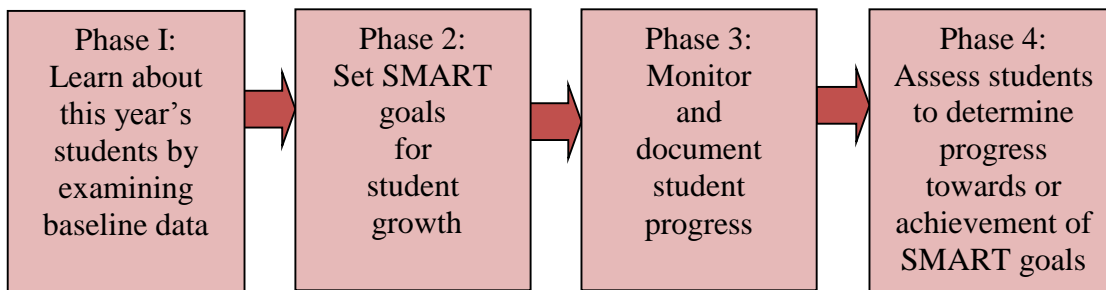 Phase I:
Learn about
this year’s
students by
examining
baseline data
Phase 2:
Set SMART
goals
for
student
growth
Phase 3:
Monitor
and
document
student
progress
Phase 4:
Assess students
to determine
progress
towards or
achievement of
SMART goals